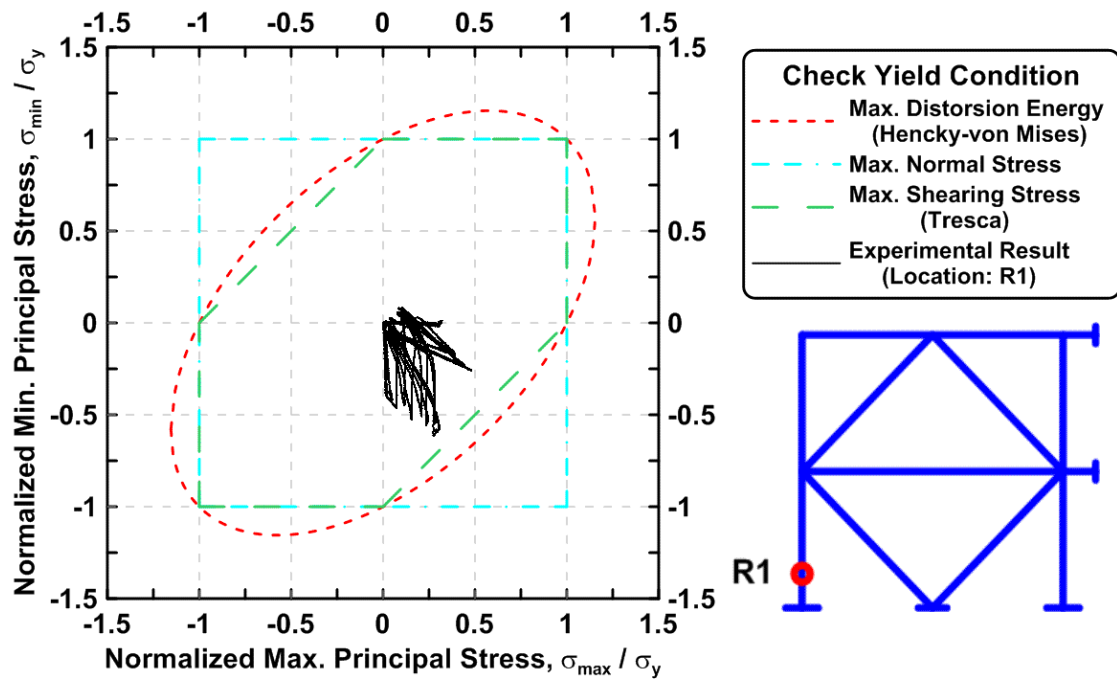 -1.5 -1 -0.5 0 0.5 1 1.5
Normalized Min. Principal Stress, σmin / σy
1.5 1.5
1 1
0.5 0.5
0 0
-0.5 -0.5
-1 -1
-1.5 -1.5
-1.5 -1 -0.5 0 0.5 1 1.5
Normalized Max. Principal Stress, σmax / σy
Check Yield Condition
Max. Distorsion Energy
(Hencky-von Mises)
Max. Normal Stress
Max. Shearing Stress
(Tresca)
Experimental Result
(Location: R1)
R1